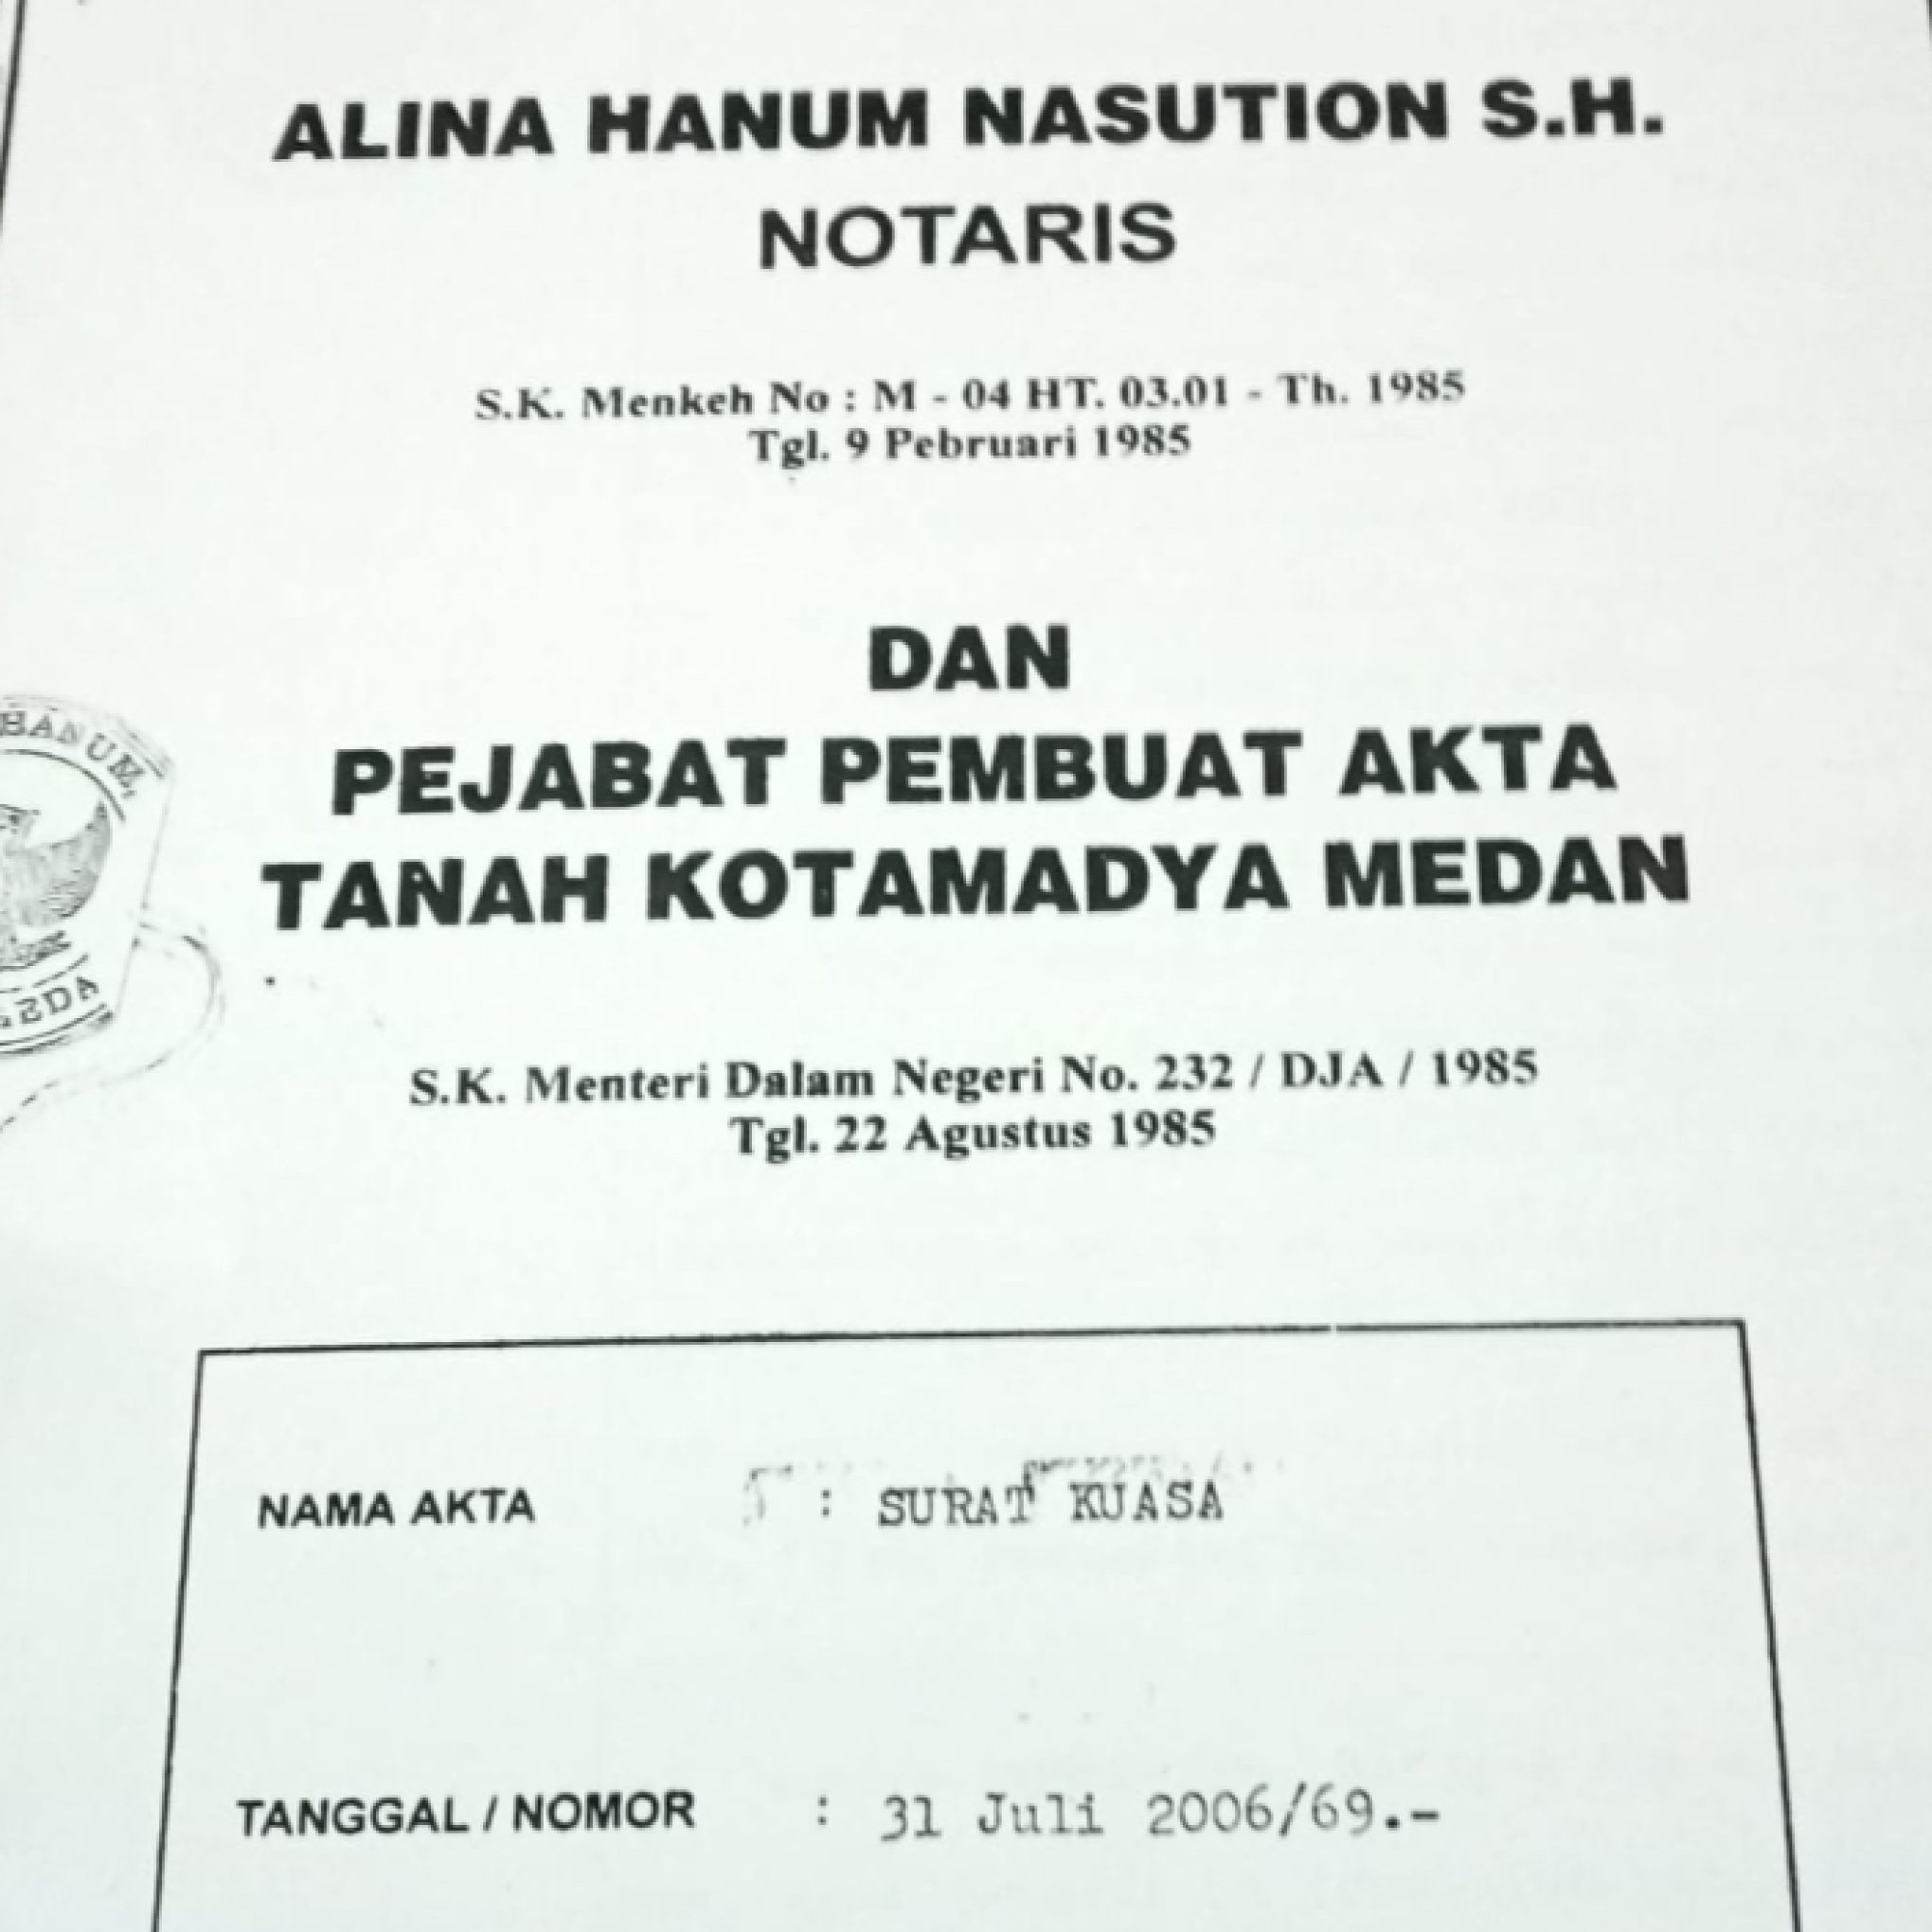 ALINA HANUM NASUTION S.H.
NOTARIS
S.K. Menkeh No : M - 04 HT. 03.01 - Th. 1985
Tgl. 9 Pebruari 1985
DAN
PEJABAT PEMBUAT AKTA
TANAH KOTAMADYA MEDAN
HANUM,
S.K. Menteri Dalam Negeri No. 232 / DJA / 1985
Tgl. 22 Agustus 1985
NAMA AKTA : SURAT KUASA
TANGGAL / NOMOR : 31 Juli 2006/69.-